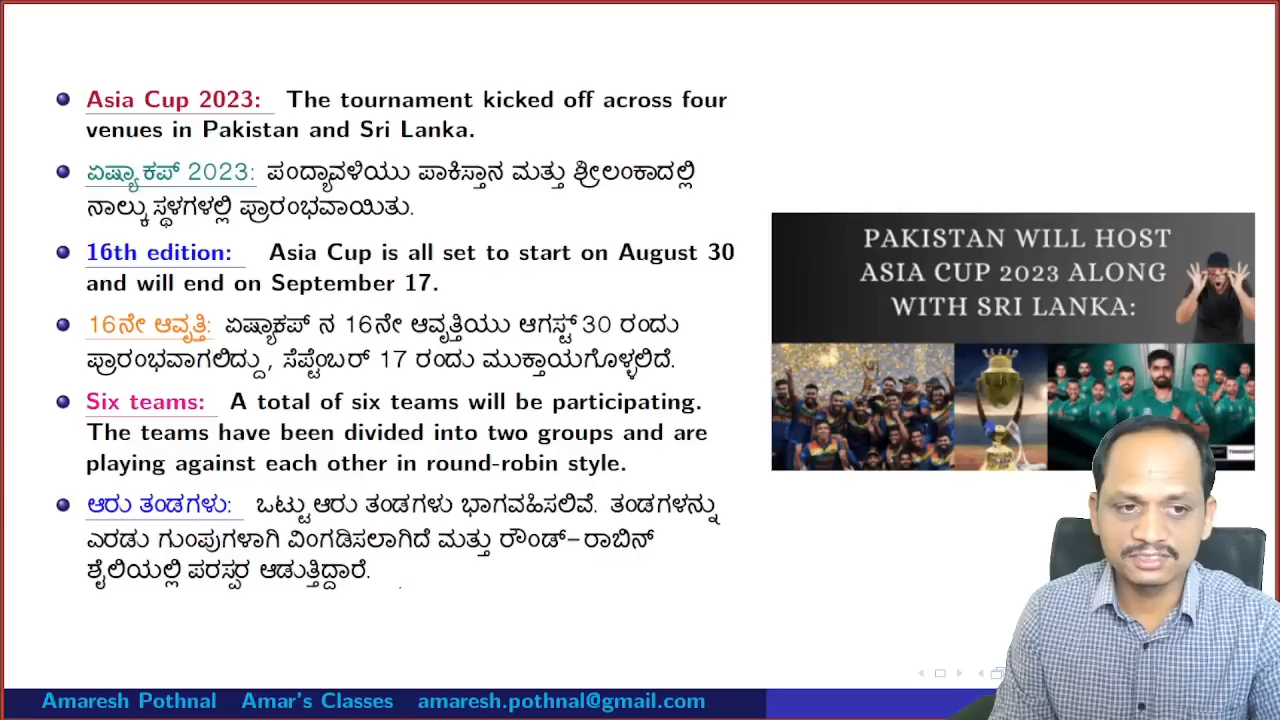 Asia Cup 2023: The tournament kicked off across four
venues in Pakistan and Sri Lanka.
ಏಷ್ಯಾ ಕಪ್ 2023: ಪಂದ್ಯಾವಳಿಯು ಪಾಕಿಸ್ತಾನ ಮತ್ತು ಶ್ರೀಲಂಕಾದಲ್ಲಿ
ನಾಲ್ಕು ಸ್ಥಳಗಳಲ್ಲಿ ಪ್ರಾರಂಭವಾಯಿತು.
16th edition: Asia Cup is all set to start on August 30
and will end on September 17.
16ನೇ ಆವೃತ್ತಿ: ಏಷ್ಯಾಕಪ್ ನ 16ನೇ ಆವೃತ್ತಿಯು ಆಗಸ್ಟ್ 30 ರಂದು
ಪ್ರಾರಂಭವಾಗಲಿದ್ದು, ಸೆಪ್ಟೆಂಬರ್ 17 ರಂದು ಮುಕ್ತಾಯಗೊಳ್ಳಲಿದೆ.
Six teams: A total of six teams will be participating.
The teams have been divided into two groups and are
playing against each other in round-robin style.
ಆರು ತಂಡಗಳು: ಒಟ್ಟು ಆರು ತಂಡಗಳು ಭಾಗವಹಿಸಲಿವೆ. ತಂಡಗಳನ್ನು
ಎರಡು ಗುಂಪುಗಳಾಗಿ ವಿಂಗಡಿಸಲಾಗಿದೆ ಮತ್ತು ರೌಂಡ್-ರಾಬಿನ್
ಶೈಲಿಯಲ್ಲಿ ಪರಸ್ಪರ ಆಡುತ್ತಿದ್ದಾರೆ.
PAKISTAN WILL HOST
ASIA CUP 2023 ALONG
WITH SRI LANKA:
Amaresh Pothnal Amar's Classes amaresh.pothnal@gmail.com